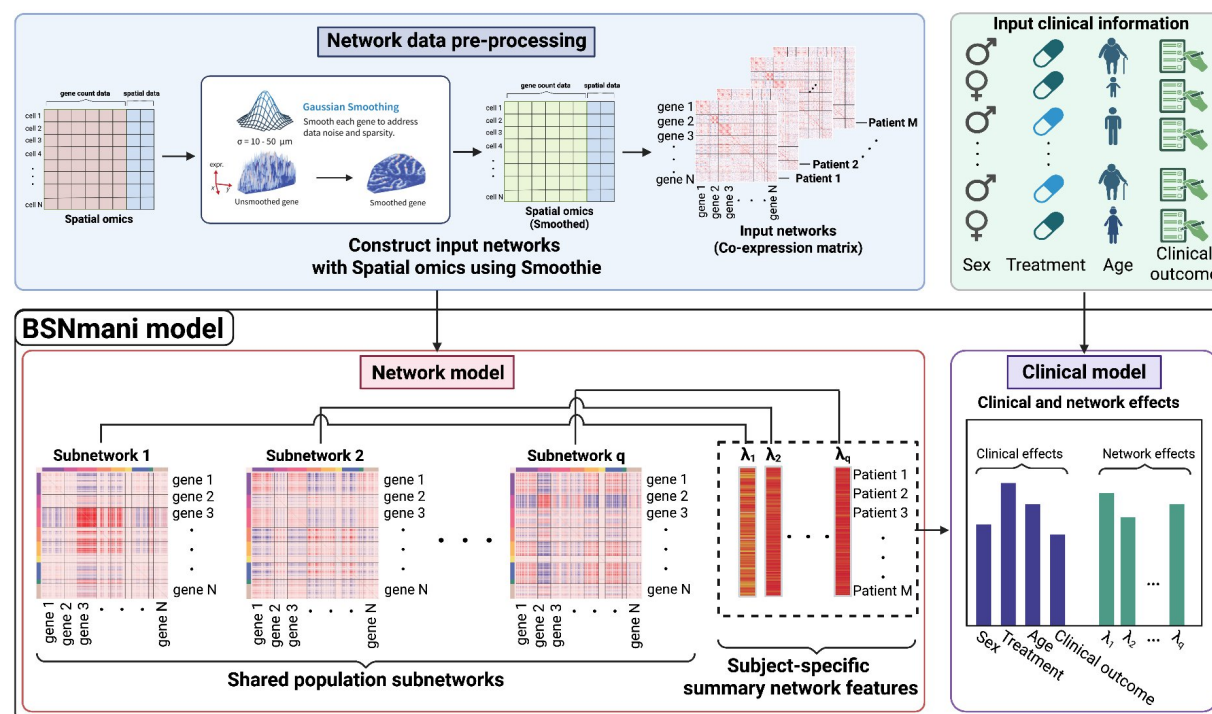 Network data pre-processing
gene count data
spatial data
cell 1
cell 2
cell 3
cell 4
cell N
Spatial omics
Gaussian Smoothing
Smooth each gene to address
data noise and sparsity.
σ = 10 - 50 μm
expr.
x
y
Unsmoothed gene
Smoothed gene
gene count data
spatial data
cell 1
cell 2
cell 3
cell 4
cell N
Spatial omics
(Smoothed)
gene 1
gene 2
gene 3
gene N
gene 1
gene 2
gene 3
gene N
Patient M
Patient 2
Patient 1
Input networks
(Co-expression matrix)
Construct input networks
with Spatial omics using Smoothie
Input clinical information
Sex
Treatment
Age
Clinical
outcome
BSNmani model
Network model
Subnetwork 1
gene 1
gene 2
gene 3
gene N
gene 1
gene 2
gene 3
gene N
Subnetwork 2
gene 1
gene 2
gene 3
gene N
gene 1
gene 2
gene 3
gene N
Subnetwork q
gene 1
gene 2
gene 3
gene N
gene 1
gene 2
gene 3
gene N
Shared population subnetworks
λ1 λ2 λq
Patient 1
Patient 2
Patient 3
Patient M
Subject-specific
summary network features
Clinical model
Clinical and network effects
Clinical effects
Network effects
...
Sex
Treatment
Age
Clinical outcome
λ1 λ2 ... λq